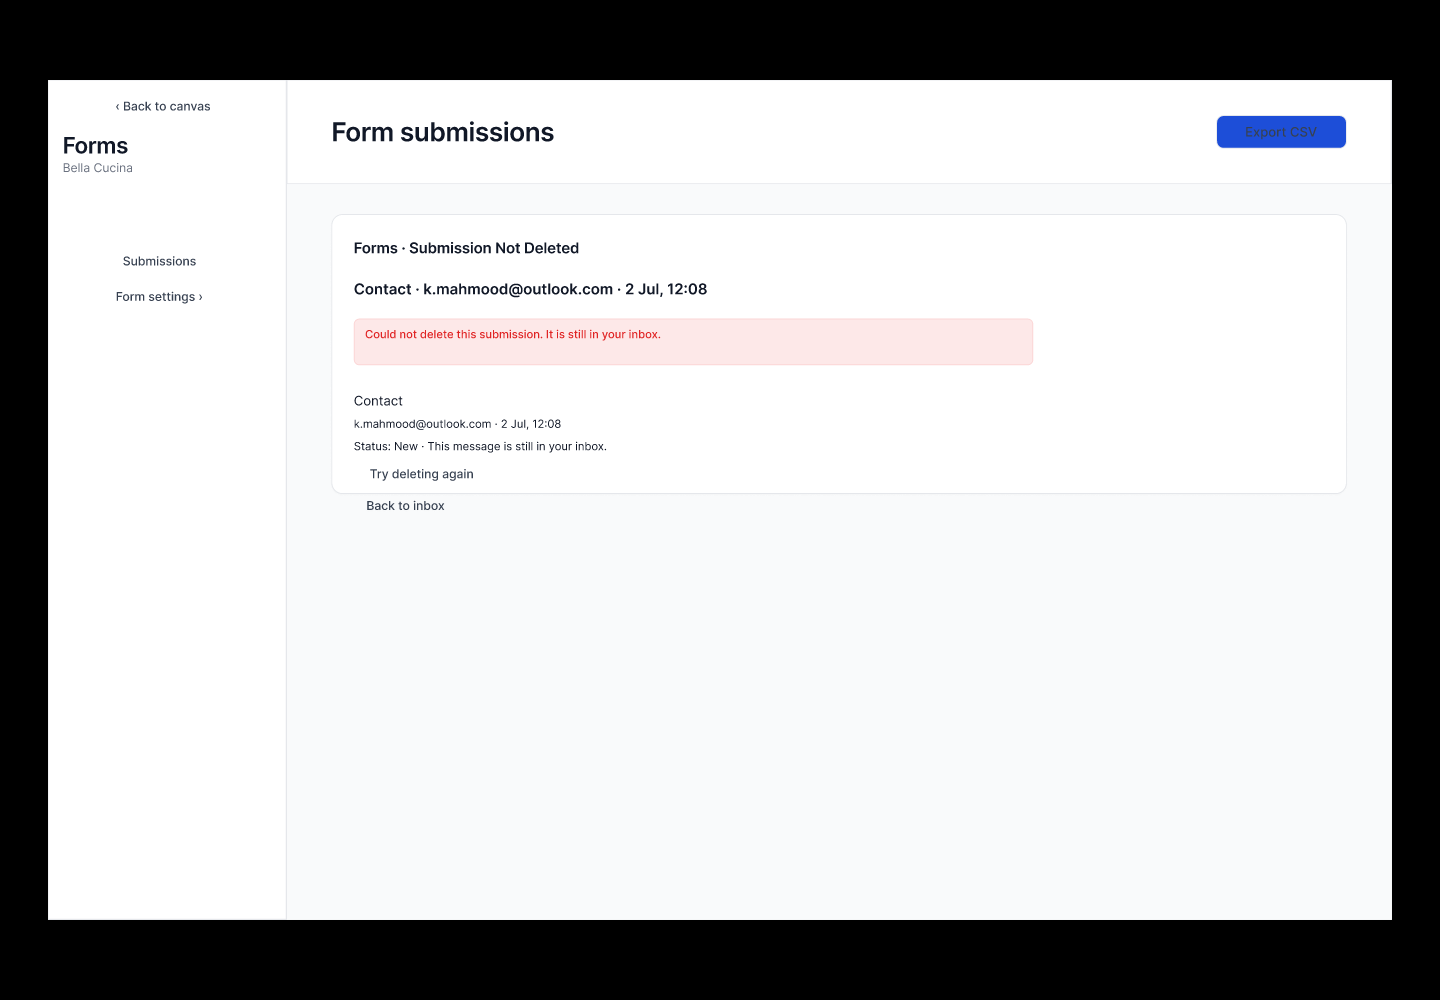 ‹ Back to canvas
Forms
Bella Cucina
Submissions
Form settings ›
Form submissions
Export CSV
Forms · Submission Not Deleted
Contact · k.mahmood@outlook.com · 2 Jul, 12:08
Could not delete this submission. It is still in your inbox.
Contact
k.mahmood@outlook.com · 2 Jul, 12:08
Status: New · This message is still in your inbox.
Try deleting again
Back to inbox